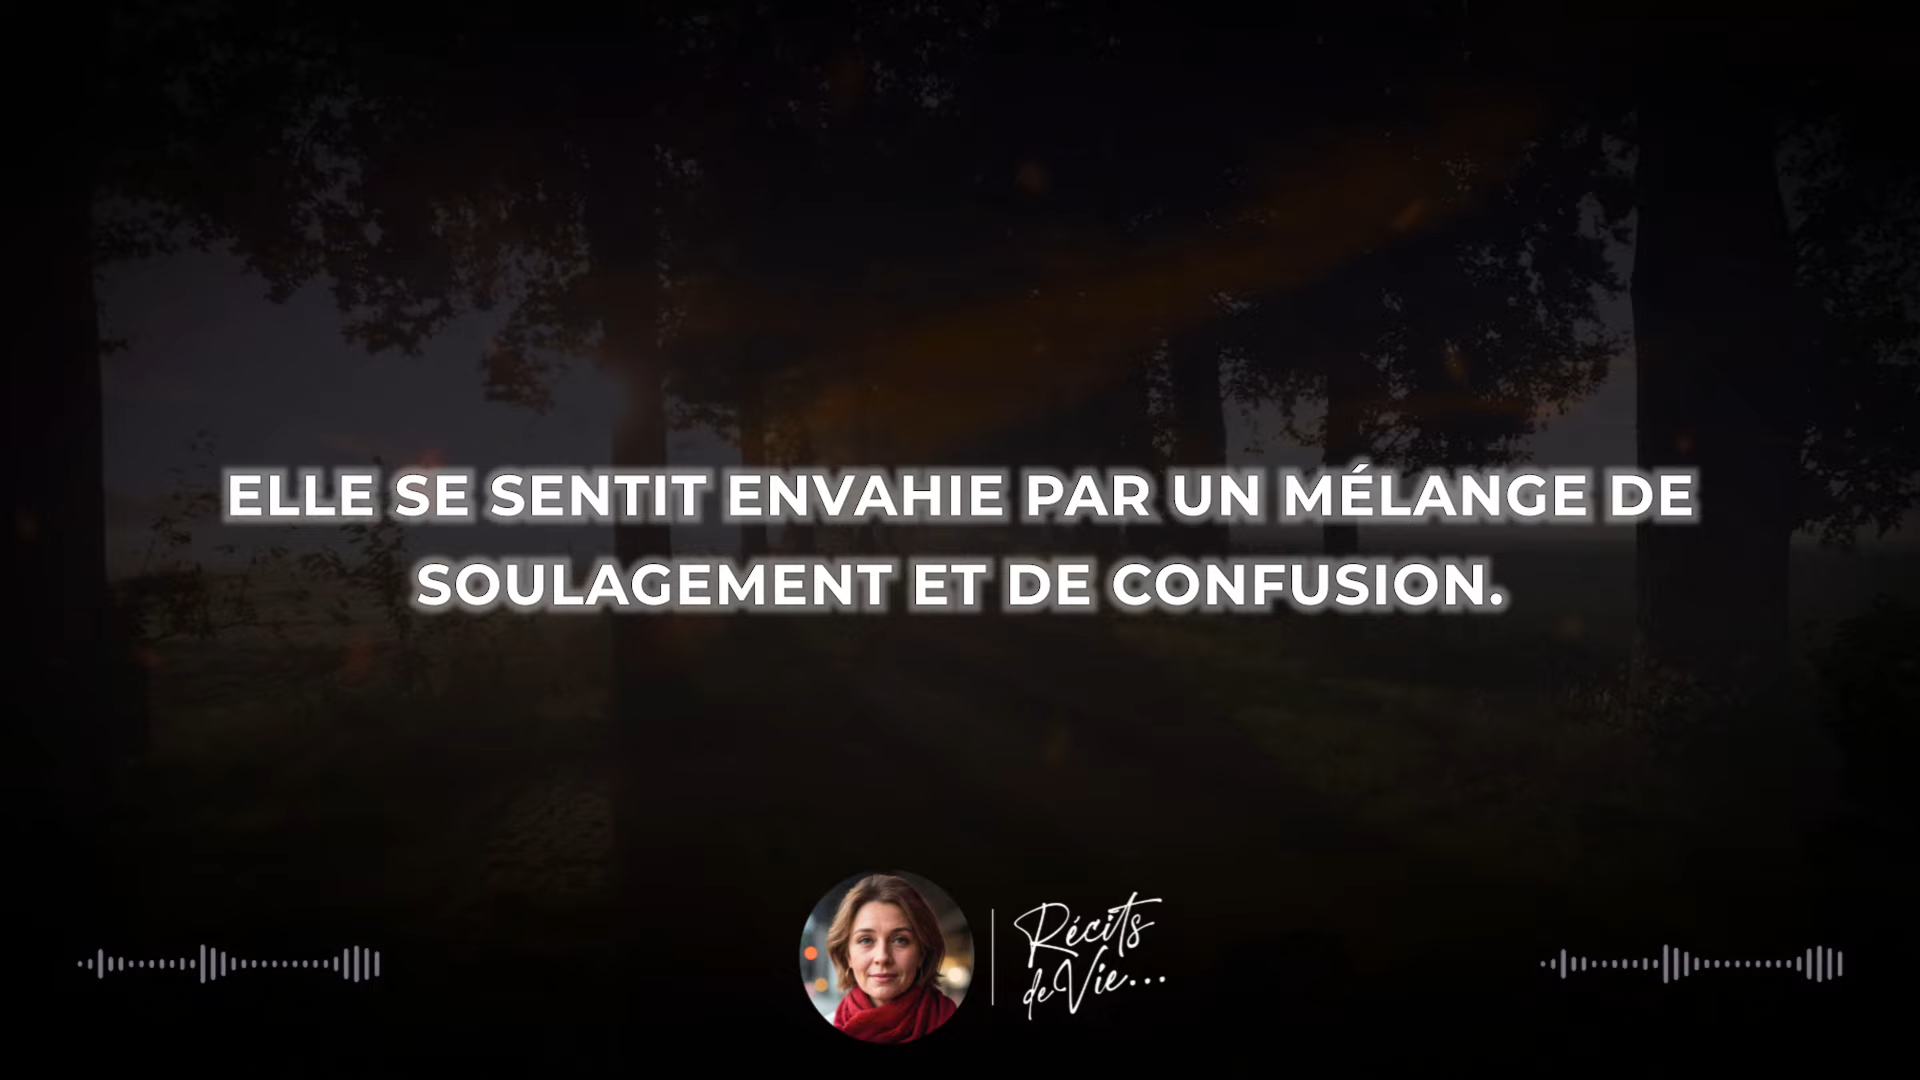 ELLE SE SENTIT ENVAHIE PAR UN MÉLANGE DE
SOULAGEMENT ET DE CONFUSION.
Récits
de Vie...